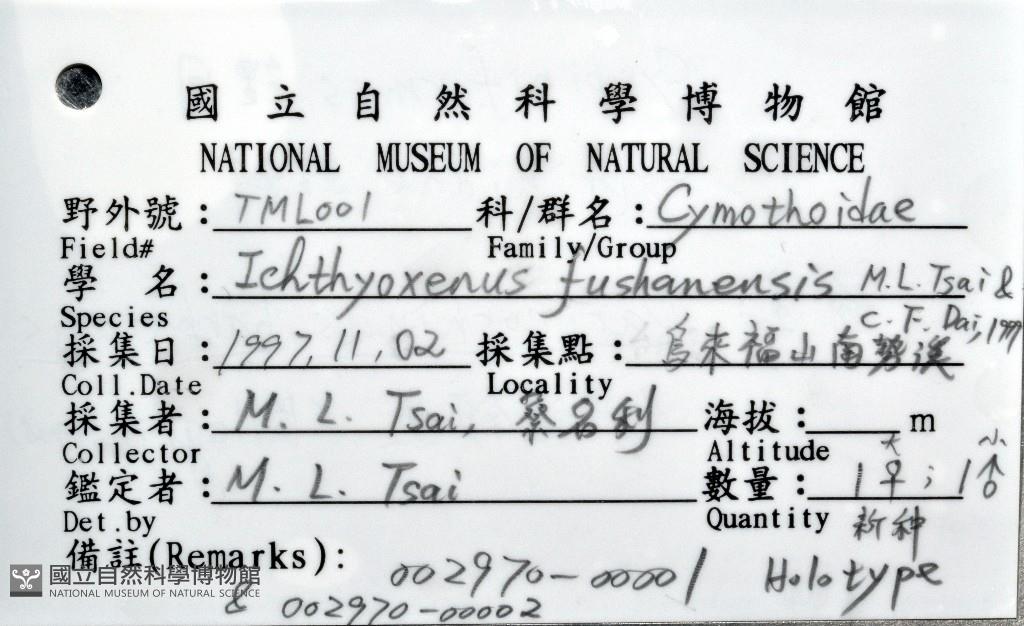 國立自然科學博物館
NATIONAL MUSEUM OF NATURAL SCIENCE
野外號：TML001 科/群名：Cymothoidae
Field# Family/Group
學名：Ichthyoxenus fushanensis M.L. Tsai &
Species C. F. Dai, 1999
採集日：1997, 11, 02 採集點：烏來福山南勢溪
Coll.Date Locality
採集者：M. L. Tsai, 蔡名利 海拔： m
Collector Altitude
大 小
鑑定者：M. L. Tsai 數量：1♀; 1♂
Det.by Quantity 新种
備註(Remarks): 002970-00001 Holotype
國立自然科學博物館
NATIONAL MUSEUM OF NATURAL SCIENCE
& 002970-00002